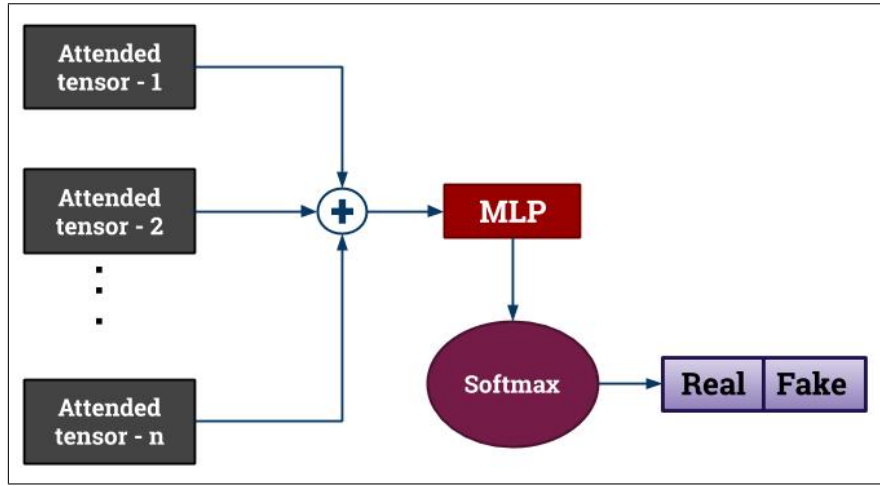 Attended
tensor - 1
Attended
tensor - 2
+
MLP
Softmax
Real
Fake
Attended
tensor - n